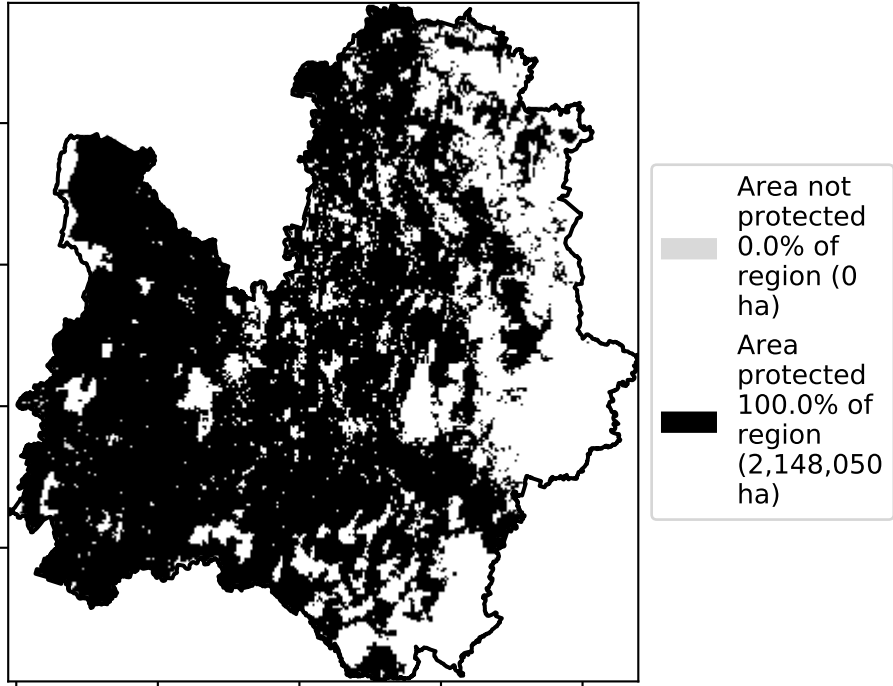 Area not
protected
0.0% of
region (0
ha)
Area
protected
100.0% of
region
(2,148,050
ha)